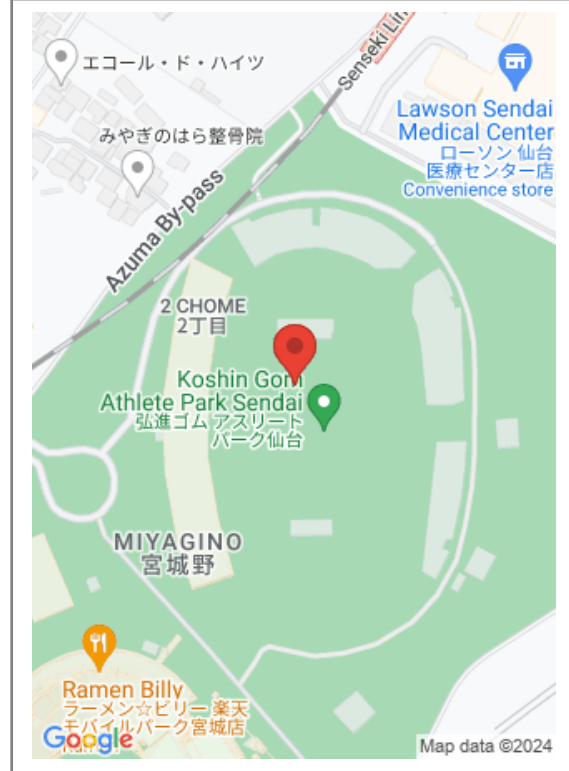 エコール・ド・ハイツ
Senseki Lin
みやぎのはら整骨院
Lawson Sendai
Medical Center
ローソン 仙台
医療センター店
Convenience store
Azuma By-pass
2 CHOME
2丁目
Koshin Gom
Athlete Park Sendai
弘進ゴム アスリート
パーク仙台
MIYAGINO
宮城野
Ramen Billy
ラーメン☆ビリー 楽天
モバイルパーク宮城店
Google
Map data ©2024